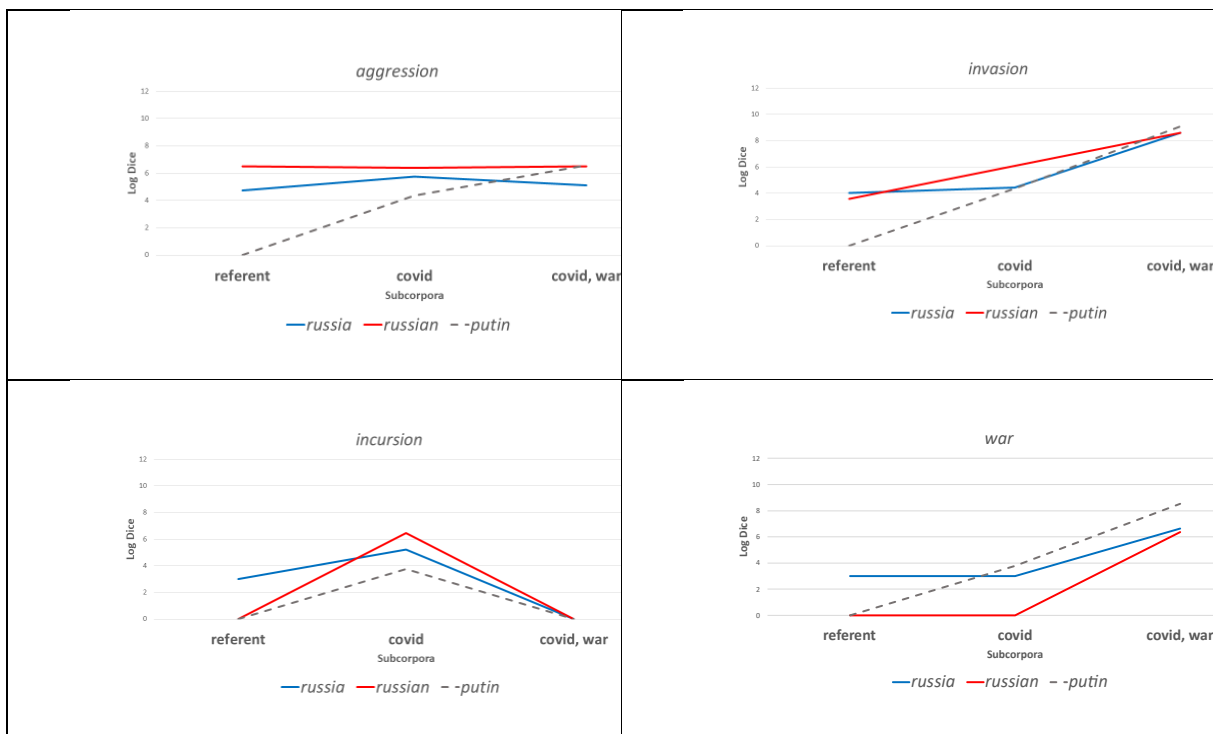 aggression
12
10
8
6
4
2
0
Log Dice
referent covid covid, war
Subcorpora
russia russian -putin
invasion
12
10
8
6
4
2
0
Log Dice
referent covid covid, war
Subcorpora
russia russian -putin
incursion
12
10
8
6
4
2
0
Log Dice
referent covid covid, war
Subcorpora
russia russian -putin
war
12
10
8
6
4
2
0
Log Dice
referent covid covid, war
Subcorpora
russia russian -putin